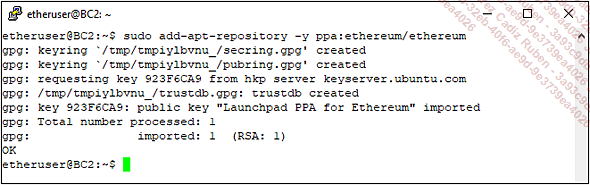 etheruser@BC2: ~
etheruser@BC2:~$ sudo add-apt-repository -y ppa:ethereum/ethereum
gpg: keyring `/tmp/tmpiylbvnu_/secring.gpg' created
gpg: keyring `/tmp/tmpiylbvnu_/pubring.gpg' created
gpg: requesting key 923F6CA9 from hkp server keyserver.ubuntu.com
gpg: /tmp/tmpiylbvnu_/trustdb.gpg: trustdb created
gpg: key 923F6CA9: public key "Launchpad PPA for Ethereum" imported
gpg: Total number processed: 1
gpg:               imported: 1  (RSA: 1)
OK
etheruser@BC2:~$